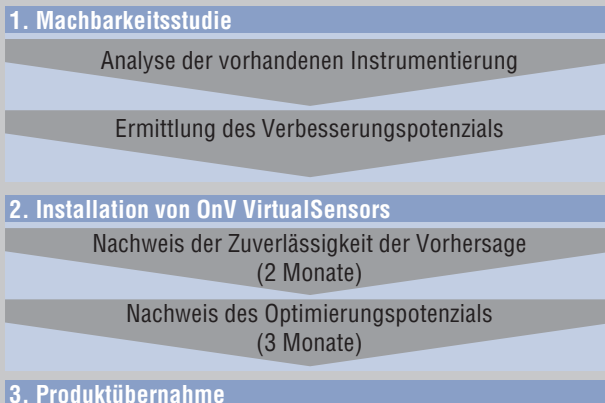 1. Machbarkeitsstudie
Analyse der vorhandenen Instrumentierung
Ermittlung des Verbesserungspotenzials
2. Installation von OnV VirtualSensors
Nachweis der Zuverlässigkeit der Vorhersage
(2 Monate)
Nachweis des Optimierungspotenzials
(3 Monate)
3. Produktübernahme